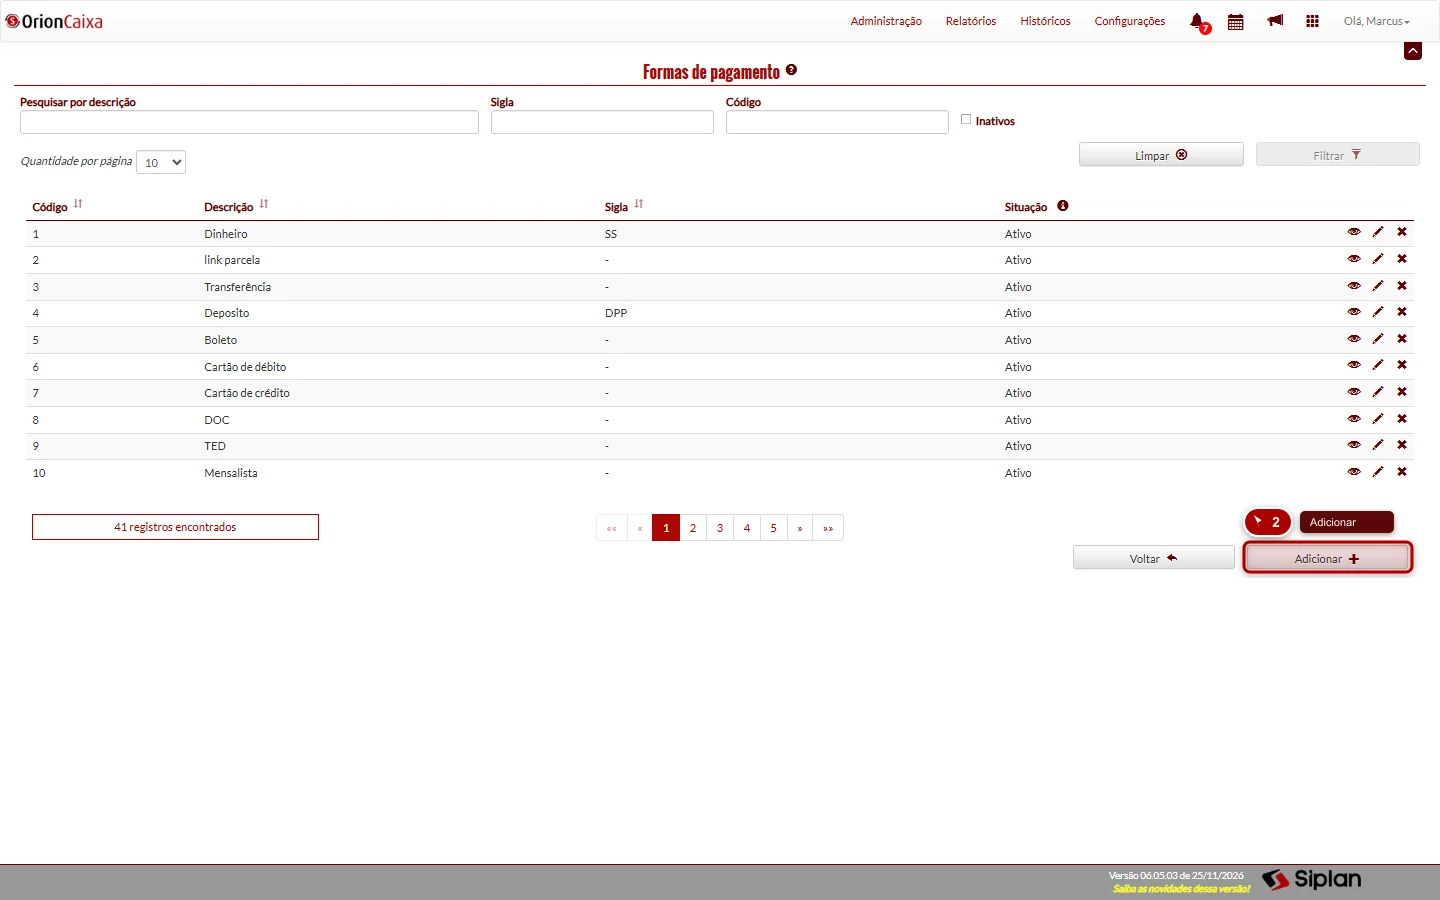 OrionCaixa
Administração Relatórios Históricos Configurações 7 Olá, Marcus
Formas de pagamento
Pesquisar por descrição Sigla Código
Inativos
Quantidade por página 10
Limpar Filtrar
Código Descrição Sigla Situação
1 Dinheiro SS Ativo
2 link parcela - Ativo
3 Transferência - Ativo
4 Deposito DPP Ativo
5 Boleto - Ativo
6 Cartão de débito - Ativo
7 Cartão de crédito - Ativo
8 DOC - Ativo
9 TED - Ativo
10 Mensalista - Ativo
41 registros encontrados
«« « 1 2 3 4 5 » »»
2 Adicionar
Voltar Adicionar
Versão 06.05.03 de 25/11/2026
Saiba as novidades dessa versão!
Siplan